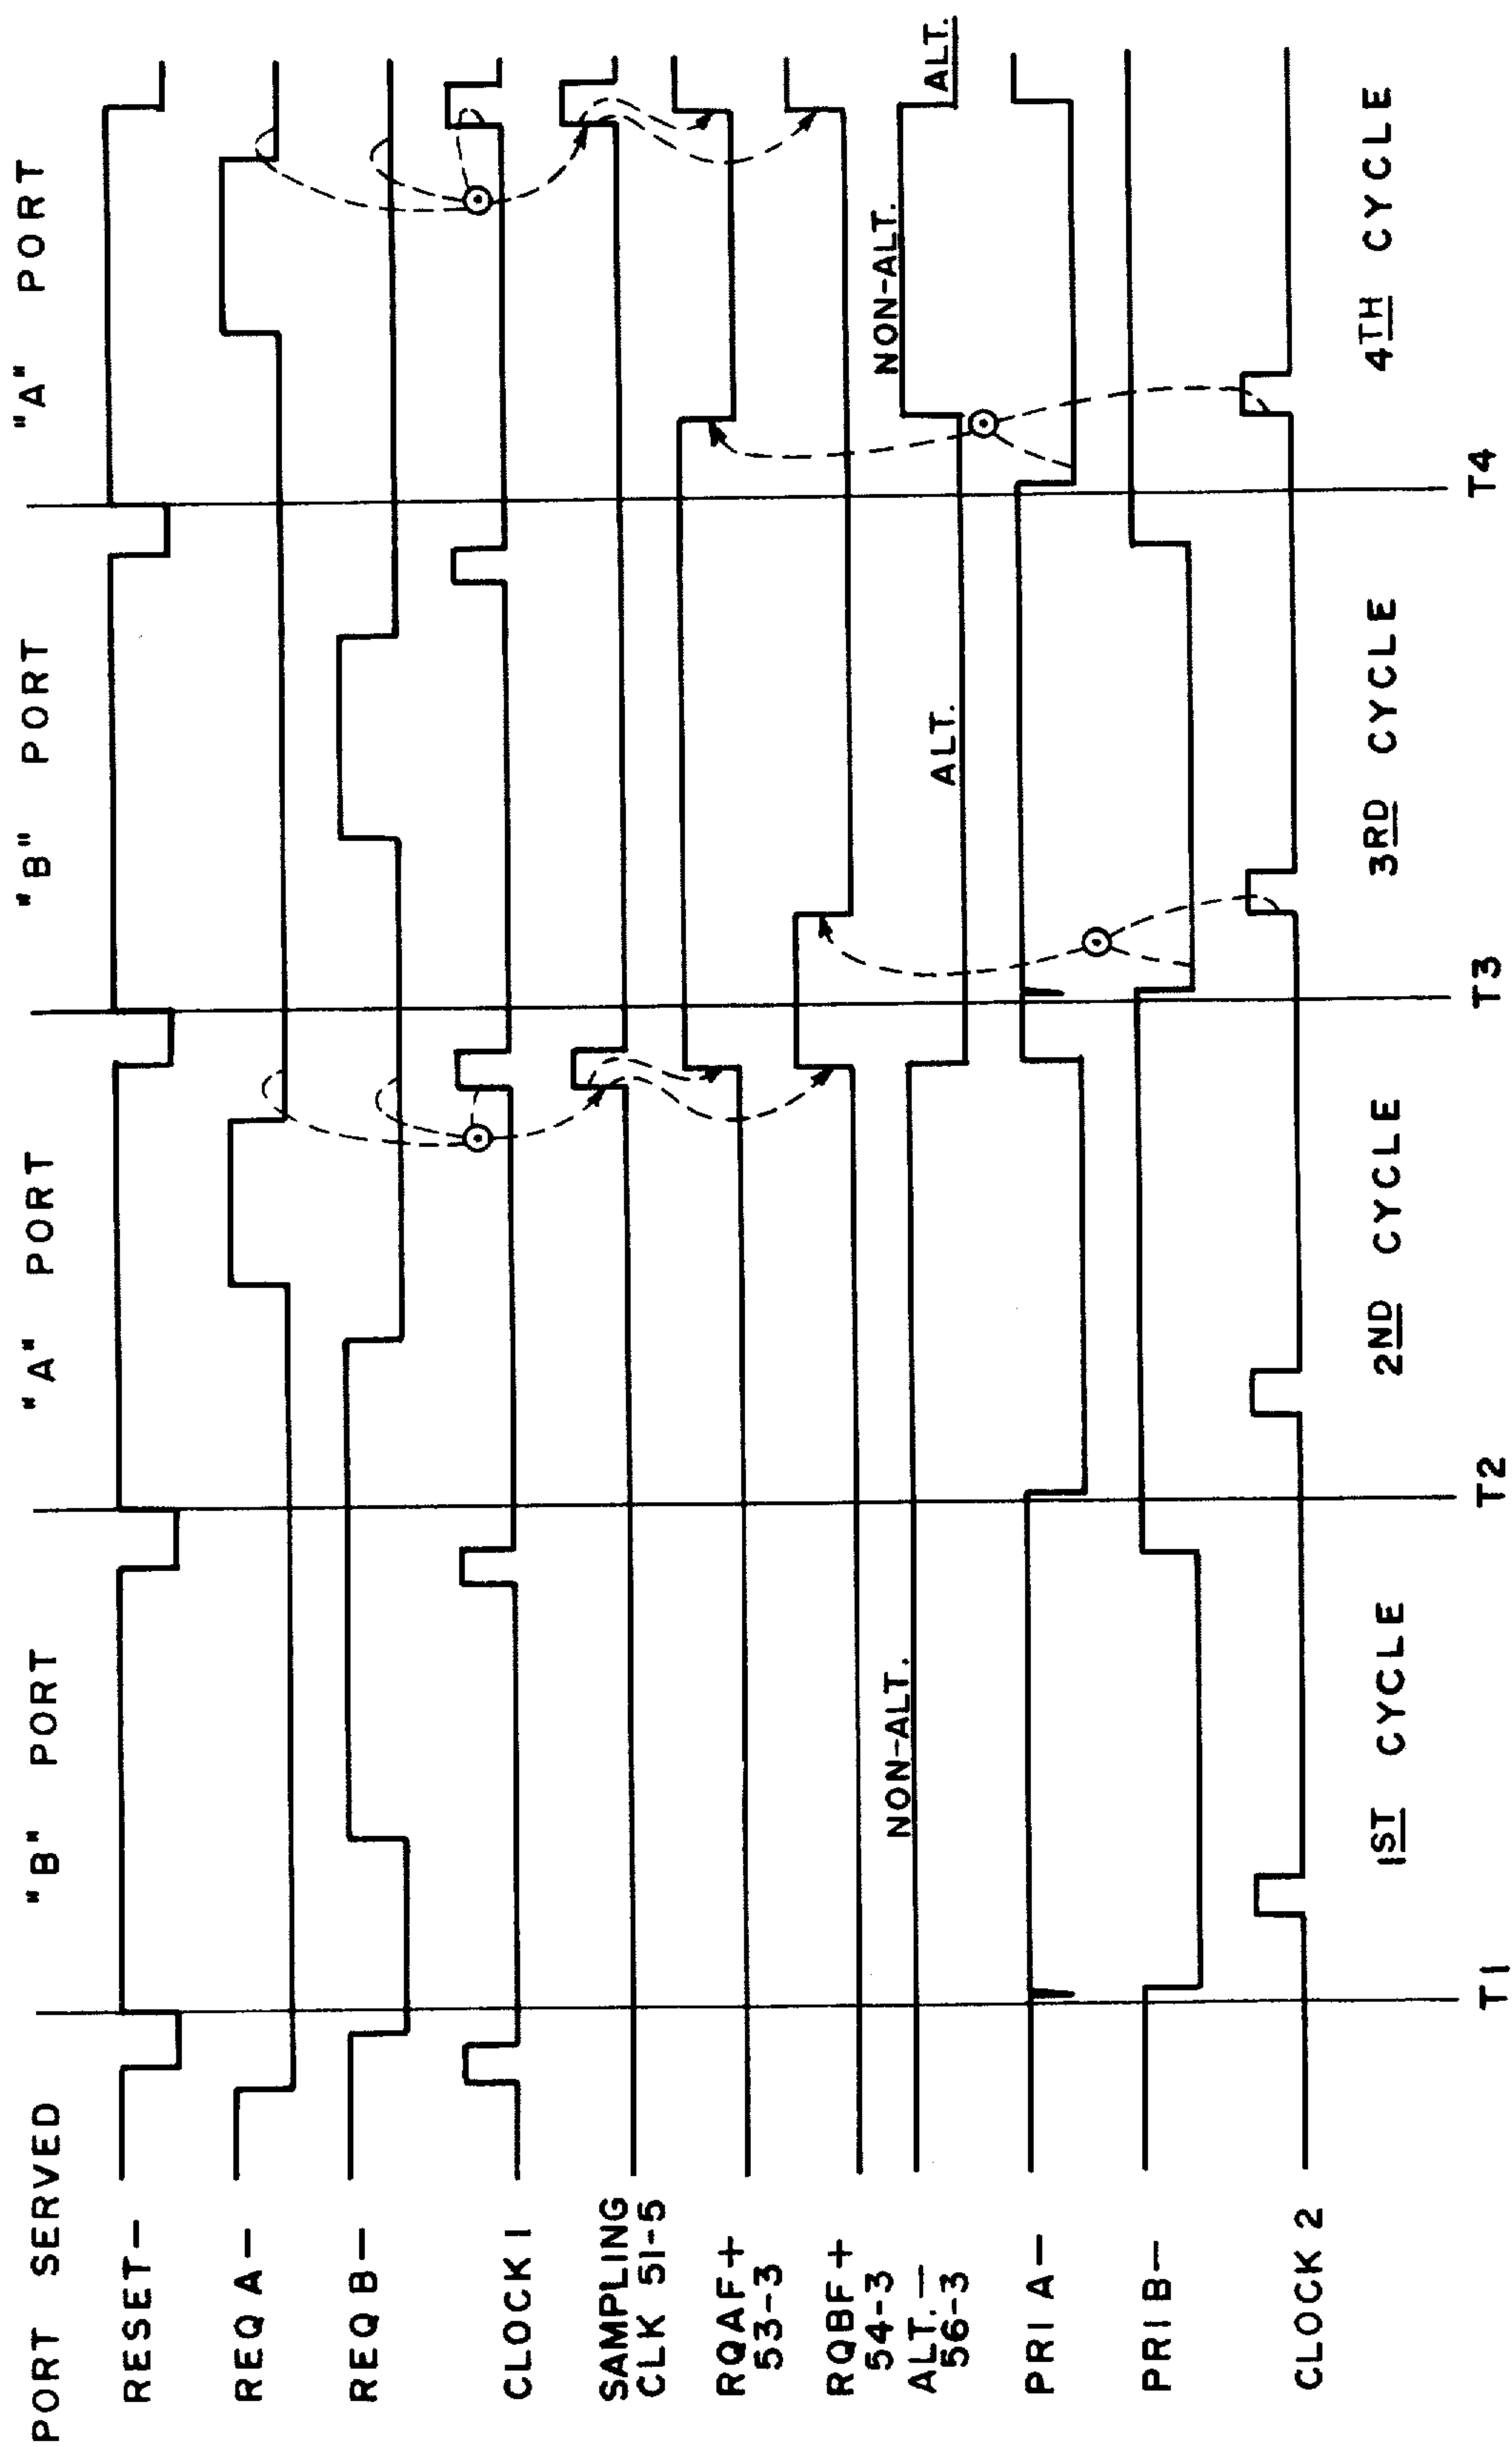 PORT SERVED "B" PORT "A" PORT "B" PORT "A" PORT
RESET—
REQ A—
REQ B—
CLOCK 1
SAMPLING
CLK 51-5
RQAF+
53-3
RQBF+
54-3
NON-ALT. ALT. NON-ALT. ALT.
ALT.—
56-3
PRI A—
PRI B—
CLOCK 2
1ST CYCLE 2ND CYCLE 3RD CYCLE 4TH CYCLE
T1 T2 T3 T4